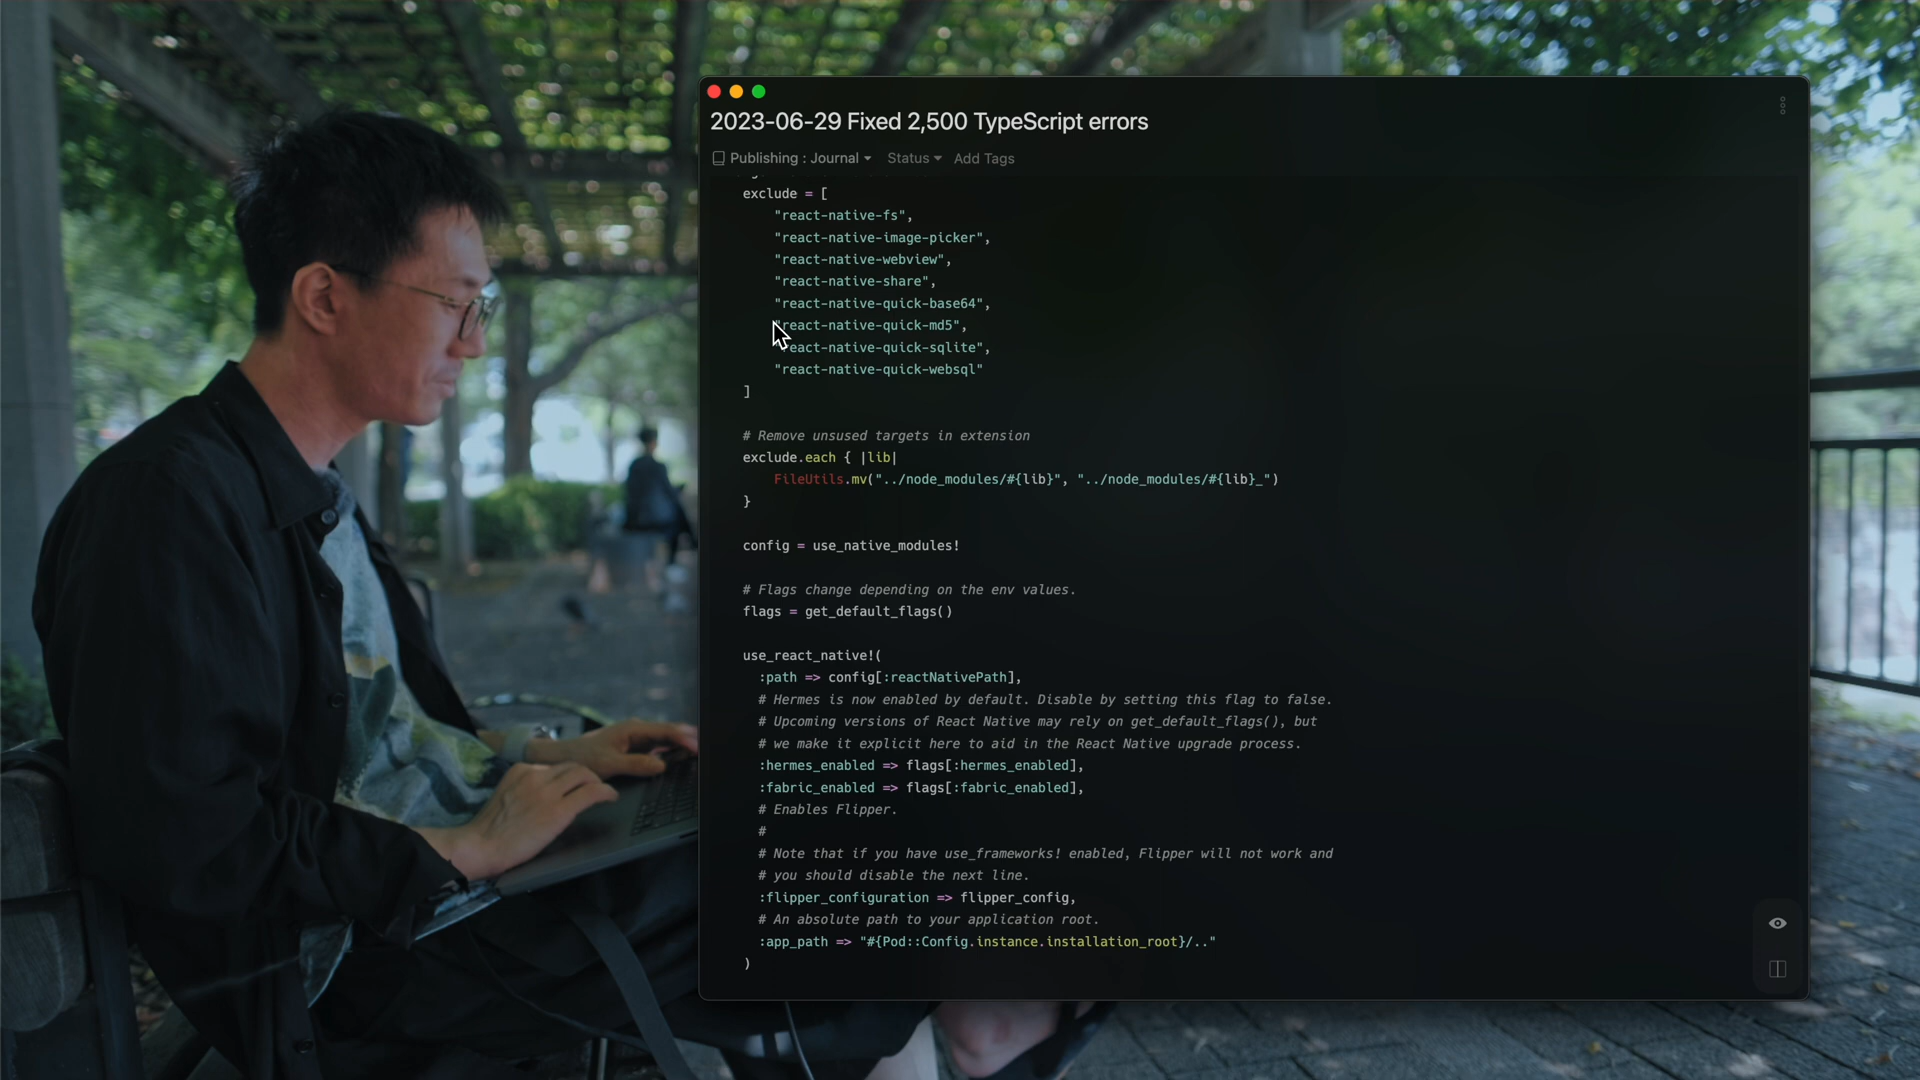 2023-06-29 Fixed 2,500 TypeScript errors
Publishing : Journal Status Add Tags
exclude = [
"react-native-fs",
"react-native-image-picker",
"react-native-webview",
"react-native-share",
"react-native-quick-base64",
"react-native-quick-md5",
react-native-quick-sqlite",
"react-native-quick-websql"
]
# Remove unsused targets in extension
exclude.each { |lib|
FileUtils.mv("../node_modules/#{lib}", "../node_modules/#{lib}_")
}
config = use_native_modules!
# Flags change depending on the env values.
flags = get_default_flags()
use_react_native!(
:path => config[:reactNativePath],
# Hermes is now enabled by default. Disable by setting this flag to false.
# Upcoming versions of React Native may rely on get_default_flags(), but
# we make it explicit here to aid in the React Native upgrade process.
:hermes_enabled => flags[:hermes_enabled],
:fabric_enabled => flags[:fabric_enabled],
# Enables Flipper.
#
# Note that if you have use_frameworks! enabled, Flipper will not work and
# you should disable the next line.
:flipper_configuration => flipper_config,
# An absolute path to your application root.
:app_path => "#{Pod::Config.instance.installation_root}/.."
)